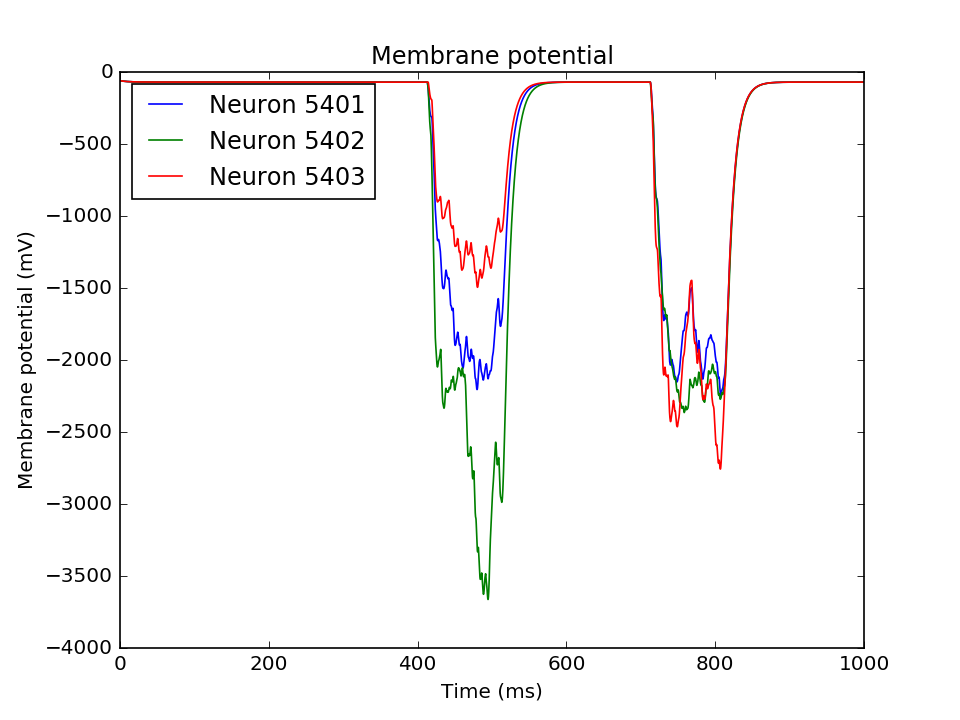 Membrane potential
0
−500
−1000
−1500
−2000
−2500
−3000
−3500
−4000
Membrane potential (mV)
Neuron 5401
Neuron 5402
Neuron 5403
0 200 400 600 800 1000
Time (ms)